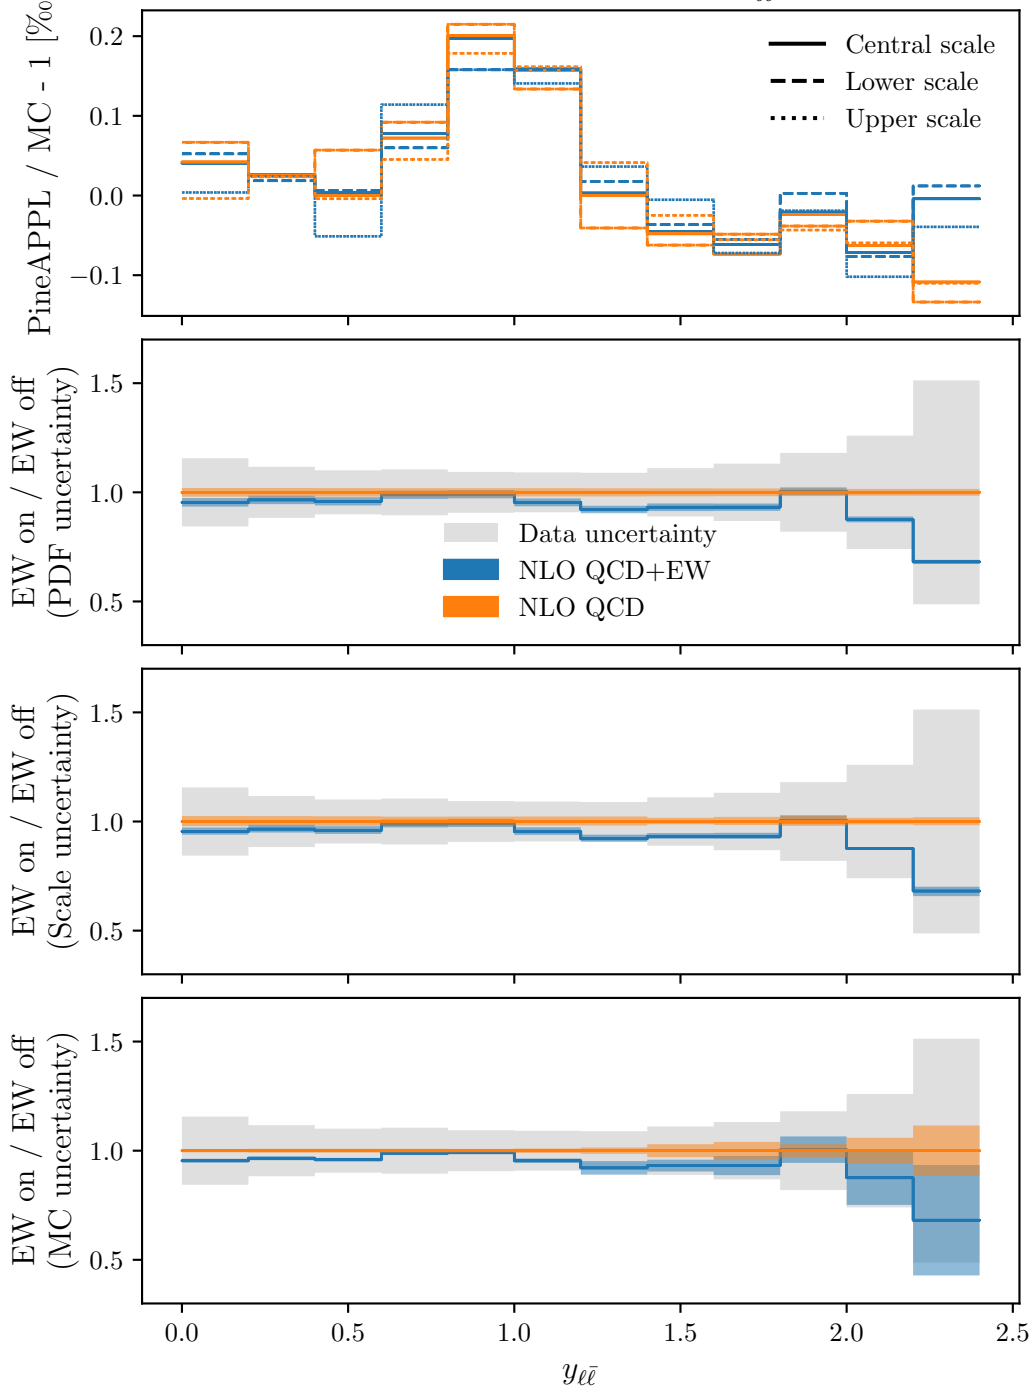 PineAPPL / MC - 1 [‰
0.2
0.1
0.0
−0.1
Central scale
Lower scale
Upper scale
EW on / EW off
(PDF uncertainty)
1.5
1.0
0.5
Data uncertainty
NLO QCD+EW
NLO QCD
EW on / EW off
(Scale uncertainty)
1.5
1.0
0.5
EW on / EW off
(MC uncertainty)
1.5
1.0
0.5
0.0 0.5 1.0 1.5 2.0 2.5
yℓℓ̄